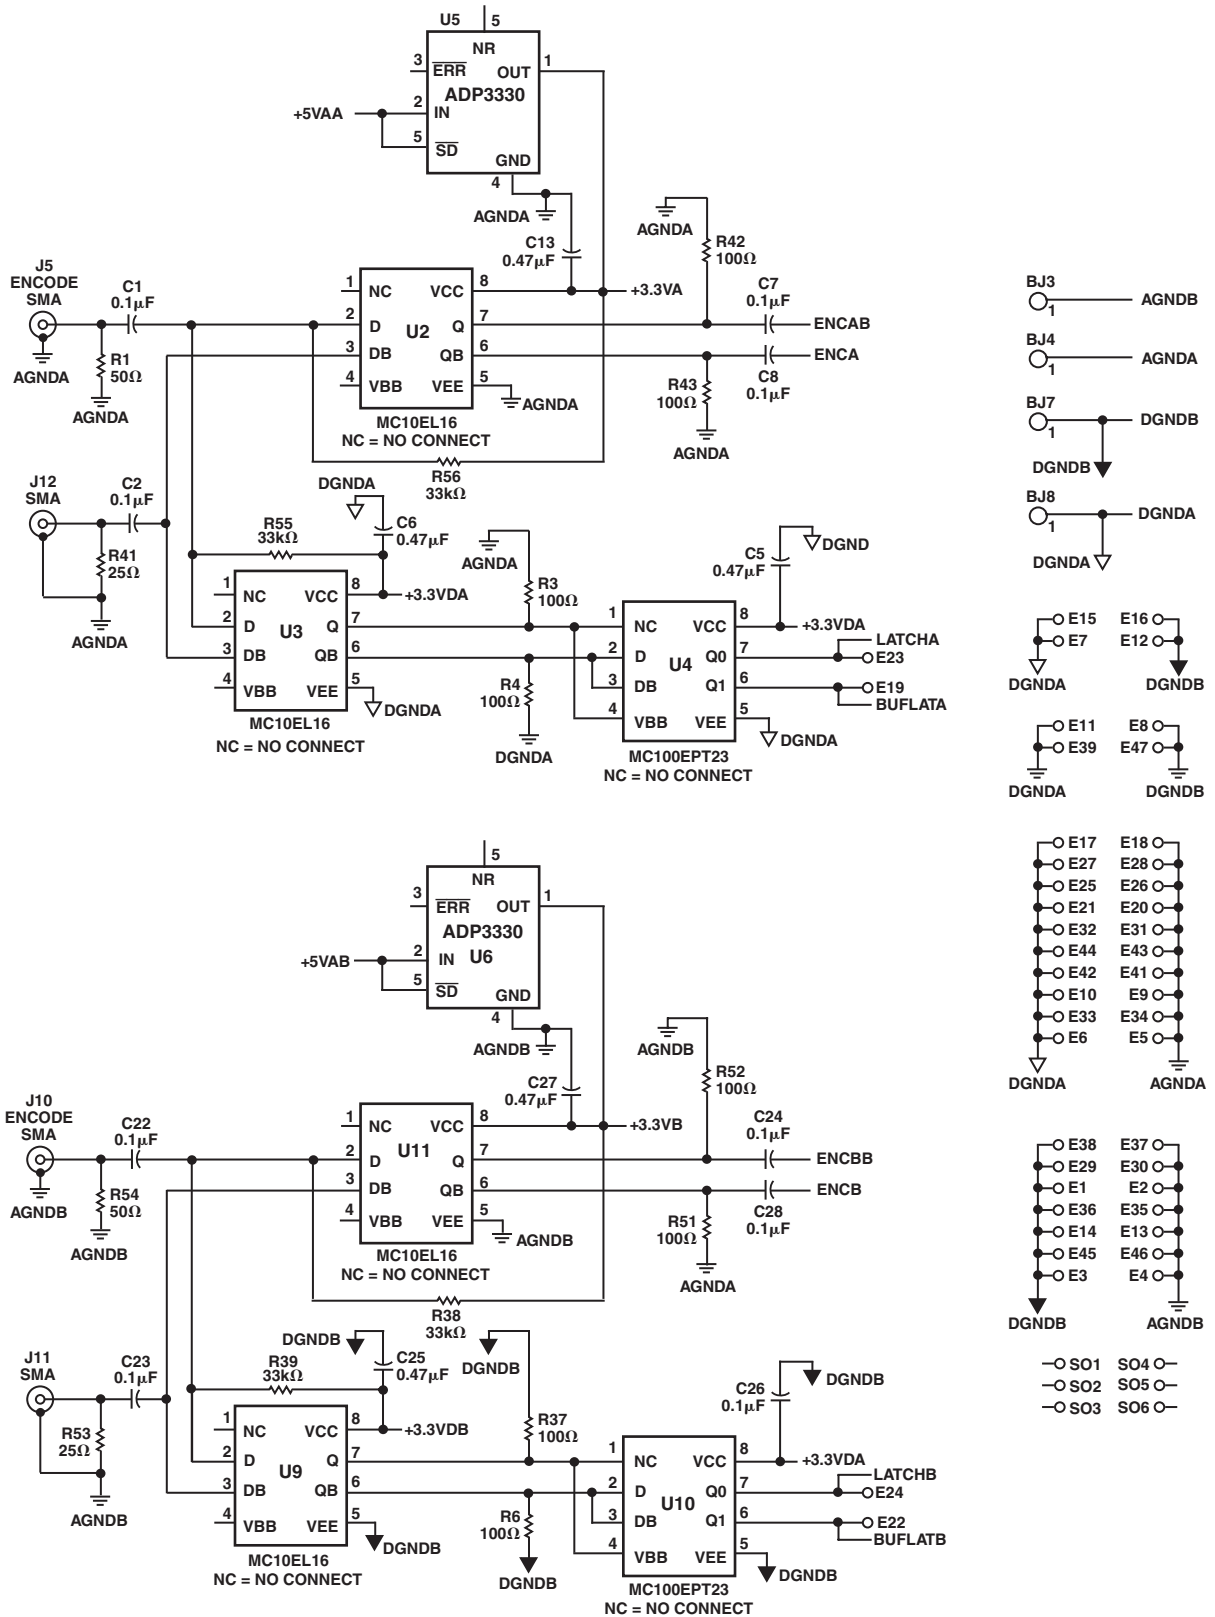 U5
5
NR
3
ERR
OUT
1
ADP3330
+5VAA
2
IN
5
SD
GND
4
AGNDA
C13
0.47μF
AGNDA
R42
100Ω
J5
ENCODE
SMA
C1
0.1μF
AGNDA
R1
50Ω
AGNDA
1
NC
VCC
8
+3.3VA
2
D
U2
Q
7
3
DB
QB
6
4
VBB
VEE
5
AGNDA
MC10EL16
NC = NO CONNECT
C7
0.1μF
ENCAB
ENCA
C8
0.1μF
R43
100Ω
AGNDA
R56
33kΩ
J12
SMA
C2
0.1μF
R41
25Ω
AGNDA
DGNDA
R55
33kΩ
C6
0.47μF
1
NC
VCC
8
+3.3VDA
2
D
U3
Q
7
3
DB
QB
6
4
VBB
VEE
5
DGNDA
MC10EL16
NC = NO CONNECT
AGNDA
R3
100Ω
R4
100Ω
DGNDA
C5
0.47μF
DGND
1
NC
VCC
8
+3.3VDA
2
D
U4
Q0
7
LATCHA
E23
3
DB
Q1
6
E19
BUFLATA
4
VBB
VEE
5
DGNDA
MC100EPT23
NC = NO CONNECT
5
NR
3
ERR
OUT
1
ADP3330
+5VAB
2
IN
U6
5
SD
GND
4
AGNDB
C27
0.47μF
AGNDB
R52
100Ω
J10
ENCODE
SMA
C22
0.1μF
AGNDB
R54
50Ω
AGNDB
1
NC
VCC
8
+3.3VB
2
D
U11
Q
7
3
DB
QB
6
4
VBB
VEE
5
AGNDB
MC10EL16
NC = NO CONNECT
C24
0.1μF
ENCBB
ENCB
C28
0.1μF
R51
100Ω
AGNDA
R38
33kΩ
J11
SMA
C23
0.1μF
R53
25Ω
AGNDB
DGNDB
R39
33kΩ
C25
0.47μF
1
NC
VCC
8
+3.3VDB
2
D
U9
Q
7
3
DB
QB
6
4
VBB
VEE
5
DGNDB
MC10EL16
NC = NO CONNECT
DGNDB
R37
100Ω
R6
100Ω
DGNDB
C26
0.1μF
DGNDB
1
NC
VCC
8
+3.3VDA
2
D
U10
Q0
7
LATCHB
E24
3
DB
Q1
6
E22
BUFLATB
4
VBB
VEE
5
DGNDB
MC100EPT23
NC = NO CONNECT
BJ3
1
AGNDB
BJ4
1
AGNDA
BJ7
1
DGNDB
DGNDB
BJ8
1
DGNDA
DGNDA
E15 E16
E7 E12
DGNDA DGNDB
E11 E8
E39 E47
DGNDA DGNDB
E17 E18
E27 E28
E25 E26
E21 E20
E32 E31
E44 E43
E42 E41
E10 E9
E33 E34
E6 E5
DGNDA AGNDA
E38 E37
E29 E30
E1 E2
E36 E35
E14 E13
E45 E46
E3 E4
DGNDB AGNDB
SO1 SO4
SO2 SO5
SO3 SO6